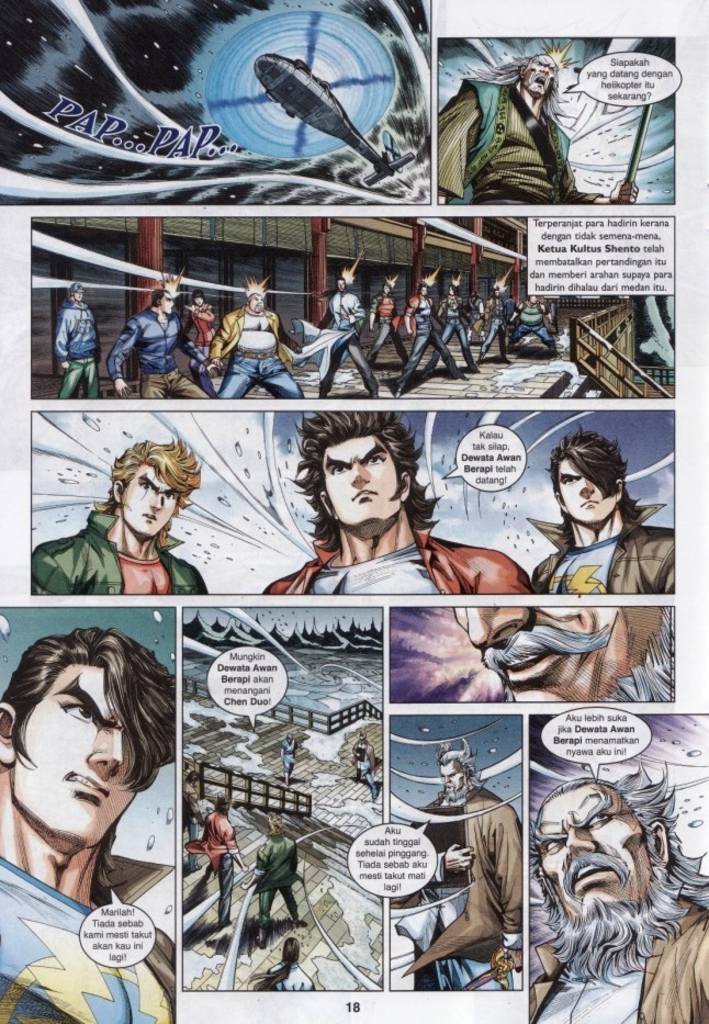 PAP...PAP...
Siapakah
yang datang dengan
helikopter itu
sekarang?
Terperanjat para hadirin kerana
dengan tidak semena-mena,
Ketua Kultus Shento telah
membatalkan pertandingan itu
dan memberi arahan supaya para
hadirin dihalau dari medan itu.
Kalau
tak silap,
Dewata Awan
Berapi telah
datang!
Marilah!
Tiada sebab
kami mesti takut
akan kau ini
lagi!
Mungkin
Dewata Awan
Berapi akan
menangani
Chen Duo!
Aku
sudah tinggal
sehelai pinggang.
Tiada sebab aku
mesti takut mati
lagi!
Aku lebih suka
jika Dewata Awan
Berapi menamatkan
nyawa aku ini!
18